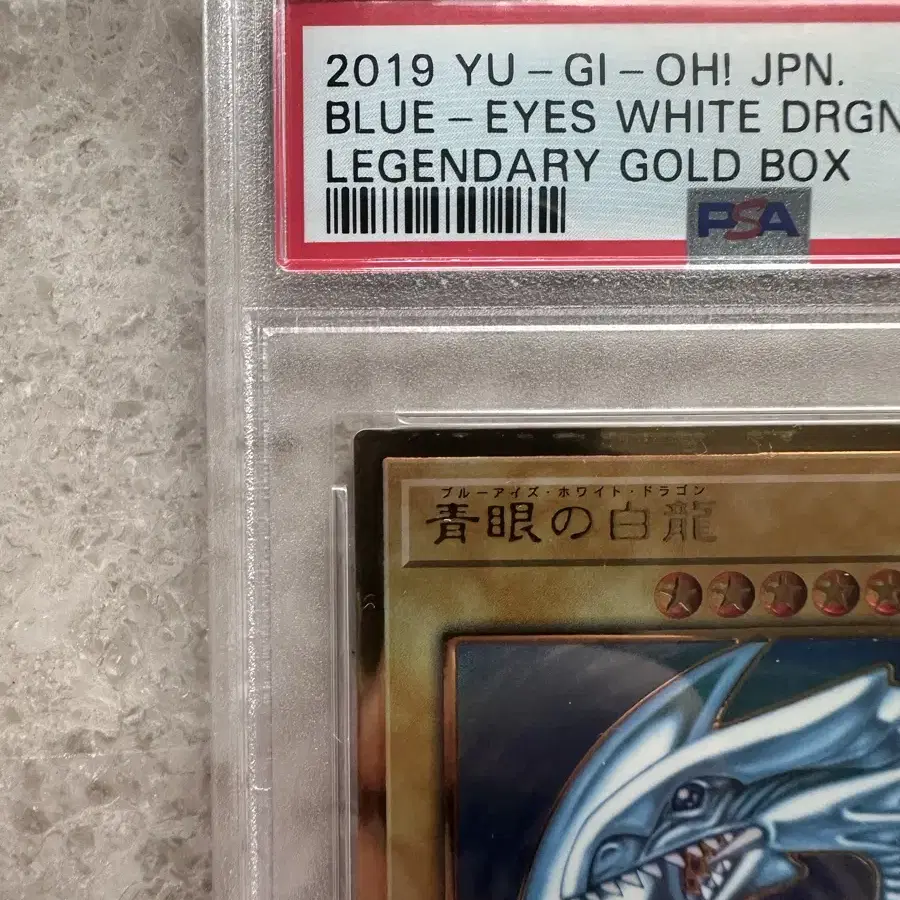 2019 YU-GI-OH! JPN.
BLUE-EYES WHITE DRGN
LEGENDARY GOLD BOX
PSA
ブルーアイズ・ホワイト・ドラゴン
青眼の白龍